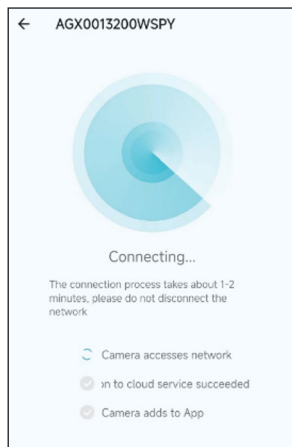 AGX0013200WSPY
Connecting...
The connection process takes about 1-2
minutes, please do not disconnect the
network
Camera accesses network
on to cloud service succeeded
Camera adds to App